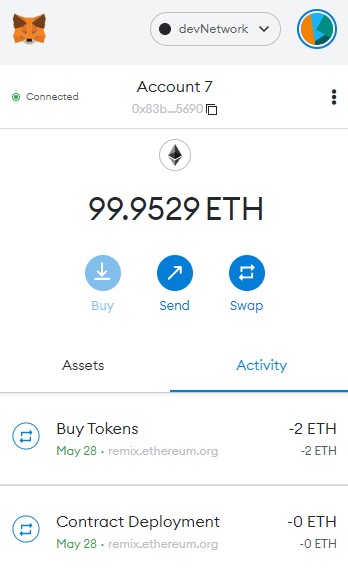 devNetwork
Connected
Account 7
0x83b...5690
99.9529 ETH
Buy
Send
Swap
Assets
Activity
Buy Tokens
-2 ETH
May 28 · remix.ethereum.org
-2 ETH
Contract Deployment
-0 ETH
May 28 · remix.ethereum.org
-0 ETH